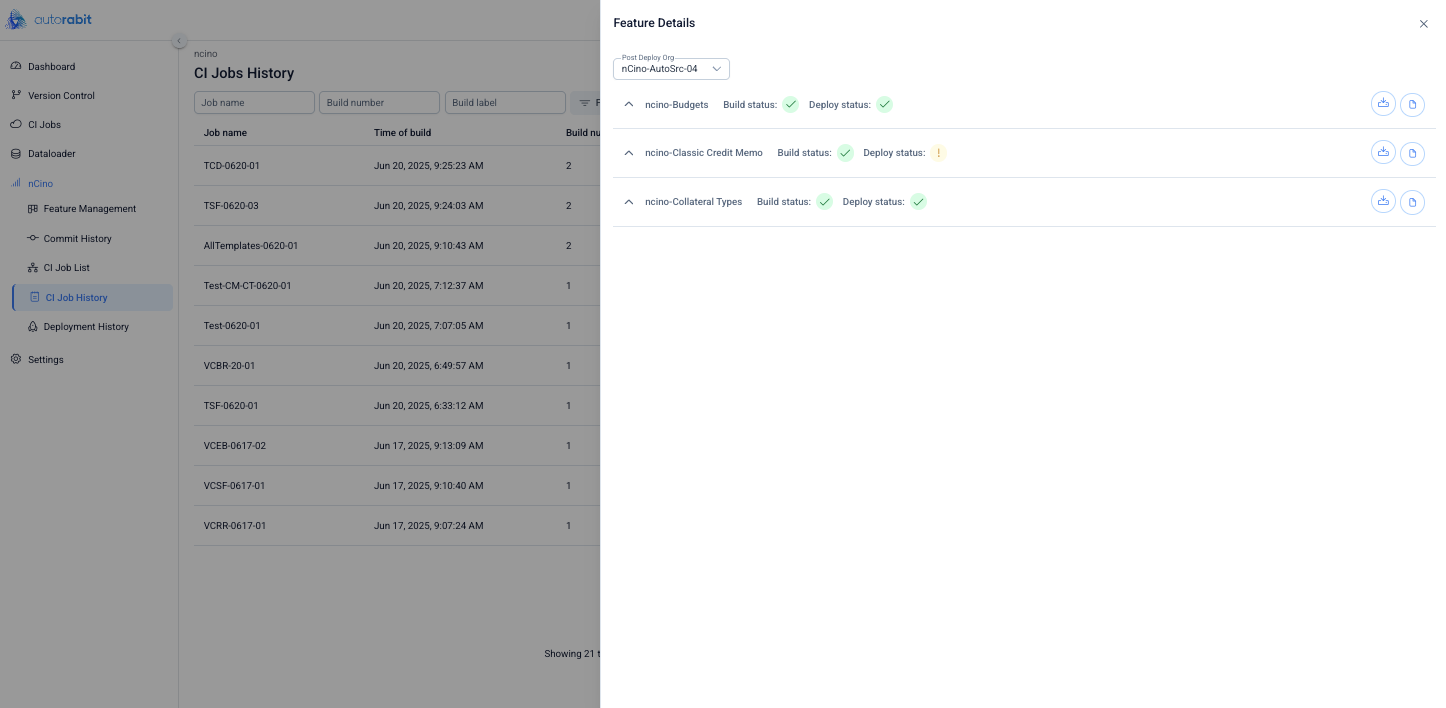 autorabit
Dashboard
Version Control
CI Jobs
Dataloader
nCino
Feature Management
Commit History
CI Job List
CI Job History
Deployment History
Settings
ncino
CI Jobs History
Job name
Build number
Build label
F
Job name Time of build Build nu
TCD-0620-01 Jun 20, 2025, 9:25:23 AM 2
TSF-0620-03 Jun 20, 2025, 9:24:03 AM 2
AllTemplates-0620-01 Jun 20, 2025, 9:10:43 AM 2
Test-CM-CT-0620-01 Jun 20, 2025, 7:12:37 AM 1
Test-0620-01 Jun 20, 2025, 7:07:05 AM 1
VCBR-20-01 Jun 20, 2025, 6:49:57 AM 1
TSF-0620-01 Jun 20, 2025, 6:33:12 AM 1
VCEB-0617-02 Jun 17, 2025, 9:13:09 AM 1
VCSF-0617-01 Jun 17, 2025, 9:10:40 AM 1
VCRR-0617-01 Jun 17, 2025, 9:07:24 AM 1
Showing 21 t
Feature Details
Post Deploy Org
nCino-AutoSrc-04
ncino-Budgets Build status: Deploy status:
ncino-Classic Credit Memo Build status: Deploy status: !
ncino-Collateral Types Build status: Deploy status: